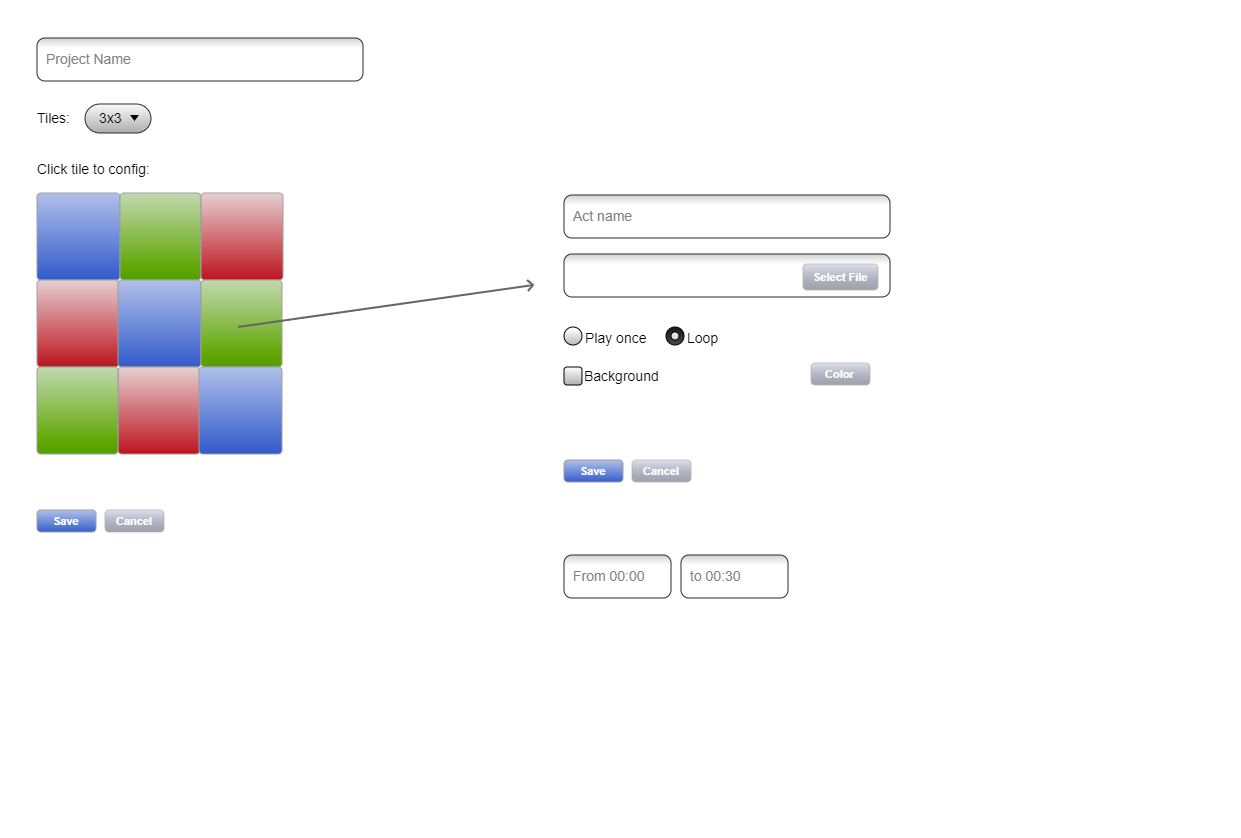 Project Name
Tiles: 3x3
Click tile to config:
Save Cancel
Act name
Select File
Play once Loop
Background Color
Save Cancel
From 00:00 to 00:30